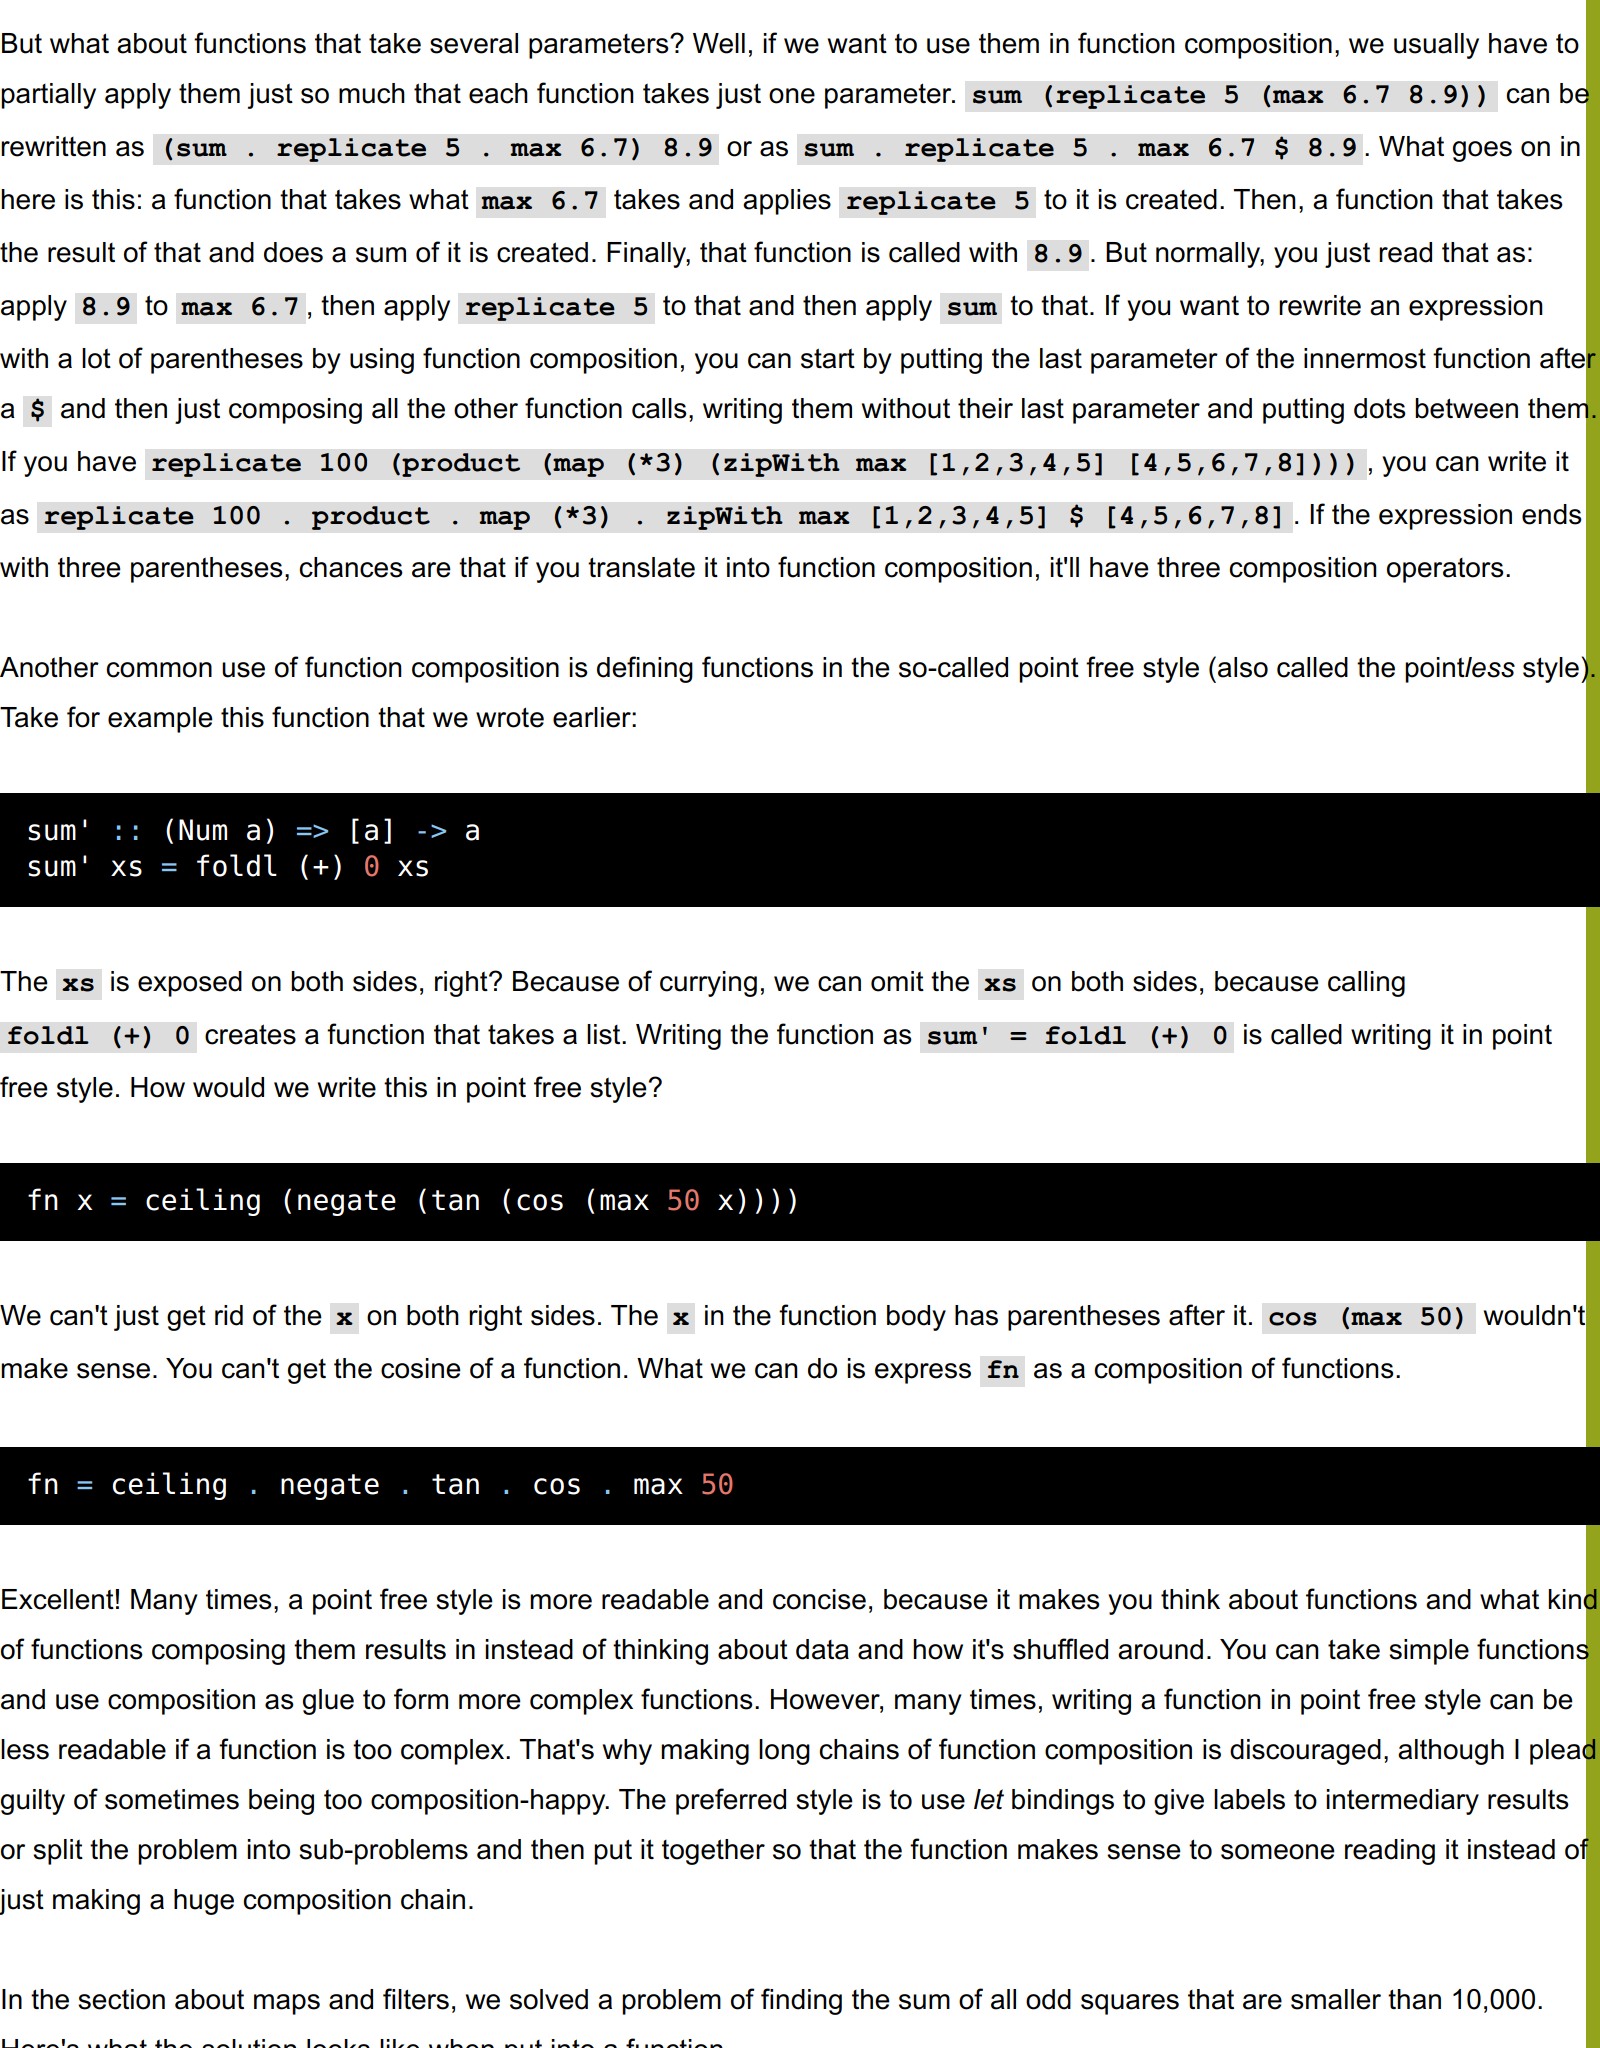 But what about functions that take several parameters? Well, if we want to use them in function composition, we usually have to
partially apply them just so much that each function takes just one parameter. sum (replicate 5 (max 6.7 8.9)) can be
rewritten as (sum . replicate 5 . max 6.7) 8.9 or as sum . replicate 5 . max 6.7 $ 8.9. What goes on in
here is this: a function that takes what max 6.7 takes and applies replicate 5 to it is created. Then, a function that takes
the result of that and does a sum of it is created. Finally, that function is called with 8.9. But normally, you just read that as:
apply 8.9 to max 6.7, then apply replicate 5 to that and then apply sum to that. If you want to rewrite an expression
with a lot of parentheses by using function composition, you can start by putting the last parameter of the innermost function after
a $ and then just composing all the other function calls, writing them without their last parameter and putting dots between them.
If you have replicate 100 (product (map (*3) (zipWith max [1,2,3,4,5] [4,5,6,7,8]))), you can write it
as replicate 100 . product . map (*3) . zipWith max [1,2,3,4,5] $ [4,5,6,7,8]. If the expression ends
with three parentheses, chances are that if you translate it into function composition, it'll have three composition operators.
Another common use of function composition is defining functions in the so-called point free style (also called the pointless style).
Take for example this function that we wrote earlier:
sum' :: (Num a) => [a] -> a
sum' xs = foldl (+) 0 xs
The xs is exposed on both sides, right? Because of currying, we can omit the xs on both sides, because calling
foldl (+) 0 creates a function that takes a list. Writing the function as sum' = foldl (+) 0 is called writing it in point
free style. How would we write this in point free style?
fn x = ceiling (negate (tan (cos (max 50 x))))
We can't just get rid of the x on both right sides. The x in the function body has parentheses after it. cos (max 50) wouldn't
make sense. You can't get the cosine of a function. What we can do is express fn as a composition of functions.
fn = ceiling . negate . tan . cos . max 50
Excellent! Many times, a point free style is more readable and concise, because it makes you think about functions and what kind
of functions composing them results in instead of thinking about data and how it's shuffled around. You can take simple functions
and use composition as glue to form more complex functions. However, many times, writing a function in point free style can be
less readable if a function is too complex. That's why making long chains of function composition is discouraged, although I plead
guilty of sometimes being too composition-happy. The preferred style is to use let bindings to give labels to intermediary results
or split the problem into sub-problems and then put it together so that the function makes sense to someone reading it instead of
just making a huge composition chain.
In the section about maps and filters, we solved a problem of finding the sum of all odd squares that are smaller than 10,000.
Here's what the solution looks like when put into a function